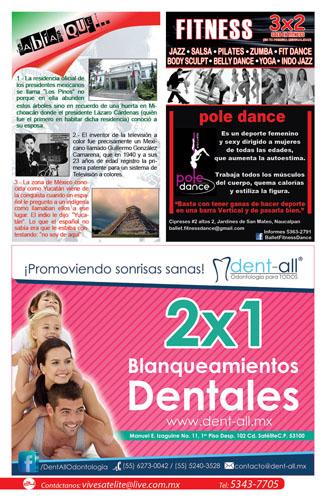 ¿SABÍAS QUE...
1.- La residencia oficial de
los presidentes mexicanos
se llama "Los Pinos" no
porque en ella abunden
estos árboles sino en recuerdo de una huerta en Mi-
choacán donde el presidente Lázaro Cárdenas (quién
fue el primero en habitar dicha residencia) conoció a
su esposa.
2.- El inventor de la televisión a
color fue precisamente un Mexi-
cano llamado Guillermo González
Camarena, que en 1940 y a sus
23 años de edad registro la pri-
mera patente para un sistema de
Televisión a colores.
3.- La zona de México cono-
cida como Yucatán viene de
la conquista cuando un espa-
ñol le pregunto a un indígena
como llamaban ellos a ese
lugar. El indio le dijo "Yuca-
tán". Lo que el español no
sabía era que le estaba con-
testando: "no soy de aquí".
FITNESS 3x2
JAZZ • SALSA • PILATES • ZUMBA • FIT DANCE
BODY SCULPT • BELLY DANCE • YOGA • INDO JAZZ
pole dance
Es un deporte femenino
y sexy dirigido a mujeres
de todas las edades,
que aumenta la autoestima.
pole
dance
Trabaja todos los músculos
del cuerpo, quema calorías
y estiliza la figura.
"Basta con tener ganas de hacer deporte
en una barra Vertical y de pasarla bien."
Cipreses #2 altos 2, Jardines de San Mateo, Naucalpan
ballet.fitnessdance@gmail.com
Informes 5363-2791
f BalletFitnessDance
¡Promoviendo sonrisas sanas!
dent-all®
Odontología para TODOS
2x1
Blanqueamientos
Dentales
www.dent-all.mx
Manuel E. Izaguirre No. 11, 1er Piso Desp. 102 Cd. Satélite C.P. 53100
f /DentAllOdontología (55) 6273-0042 / (55) 5240-3528 contacto@dent-all.mx
Contáctanos: vivesatelite@live.com.mx Tel: 5343-7705